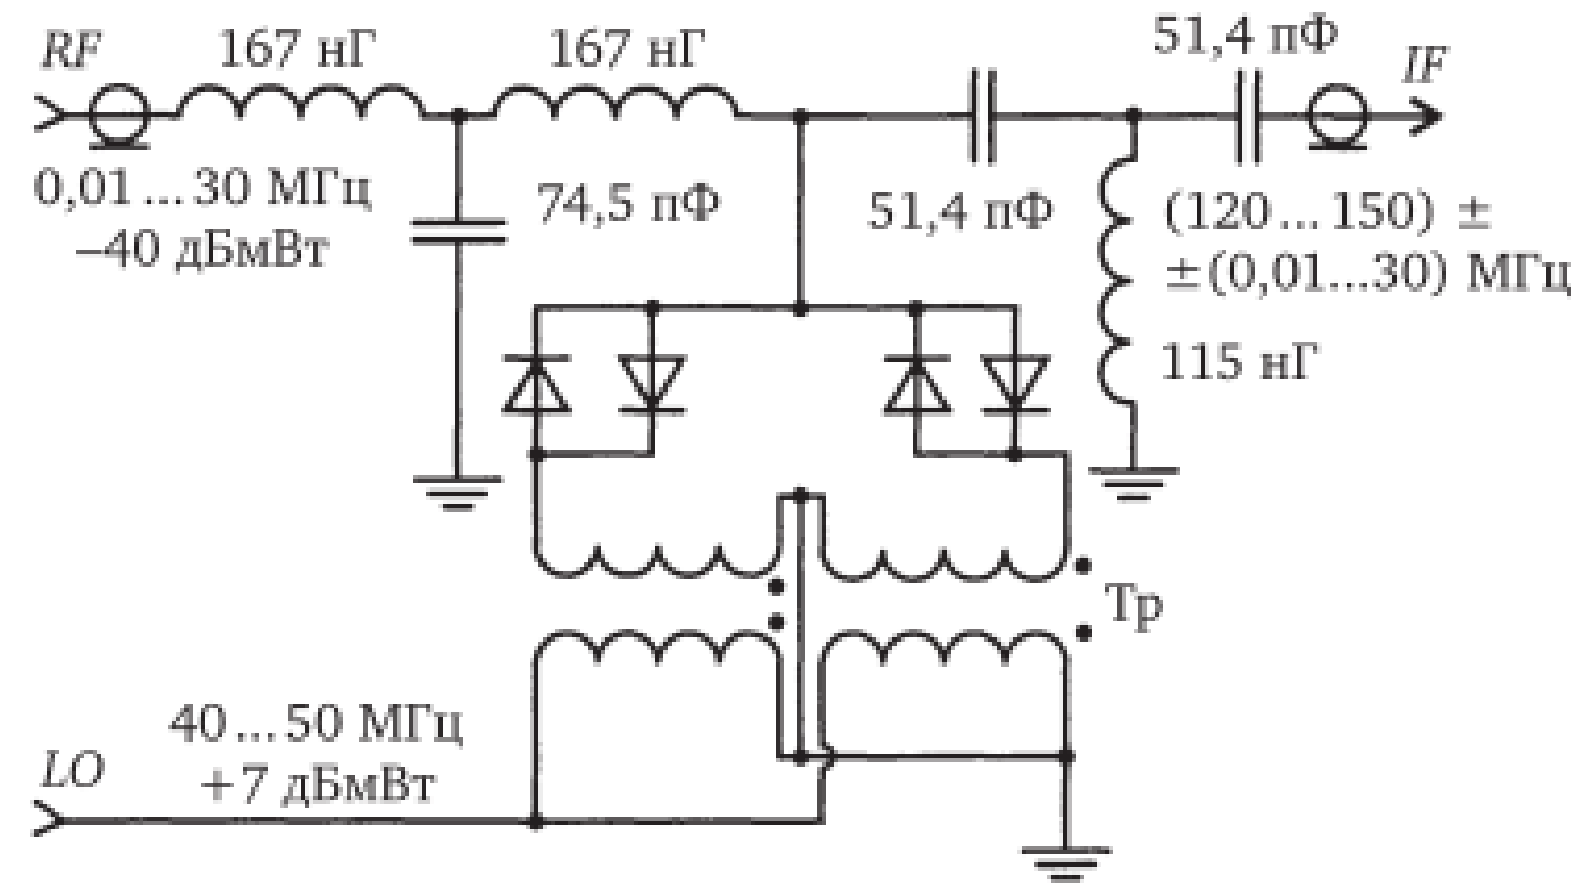 RF
167 нГ
167 нГ
51,4 пФ
IF
0,01 ... 30 МГц
–40 дБмВт
74,5 пФ
51,4 пФ
(120 ... 150) ±
±(0,01...30) МГц
115 нГ
Тр
40 ... 50 МГц
+7 дБмВт
LO